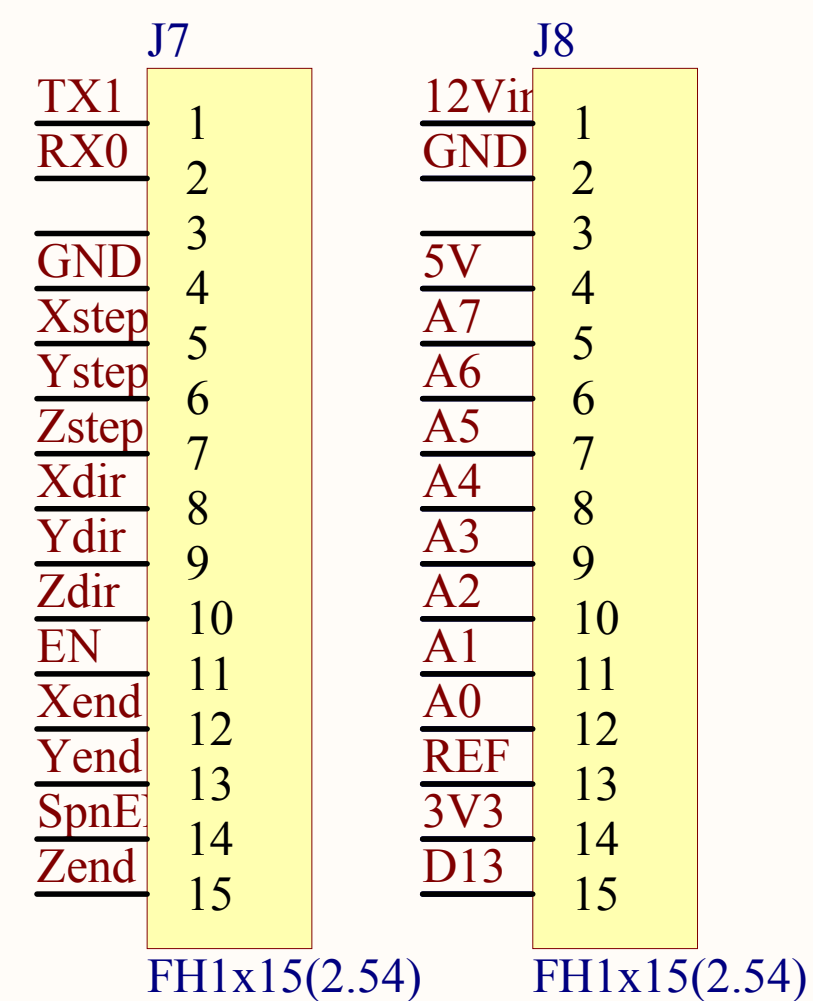 J7
TX1 1
RX0 2
3
GND 4
Xstep 5
Ystep 6
Zstep 7
Xdir 8
Ydir 9
Zdir 10
EN 11
Xend 12
Yend 13
SpnE 14
Zend 15
FH1x15(2.54)
J8
12Vin 1
GND 2
3
5V 4
A7 5
A6 6
A5 7
A4 8
A3 9
A2 10
A1 11
A0 12
REF 13
3V3 14
D13 15
FH1x15(2.54)